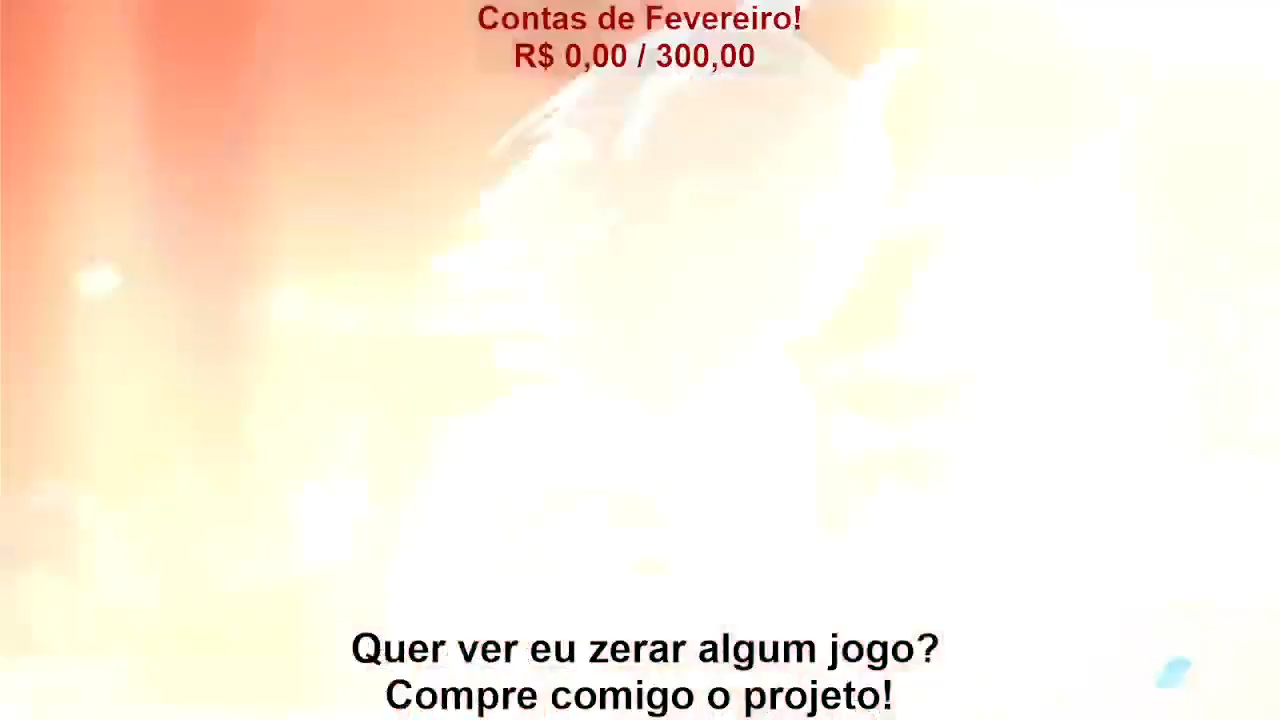 Contas de Fevereiro!
R$ 0,00 / 300,00
Quer ver eu zerar algum jogo?
Compre comigo o projeto!